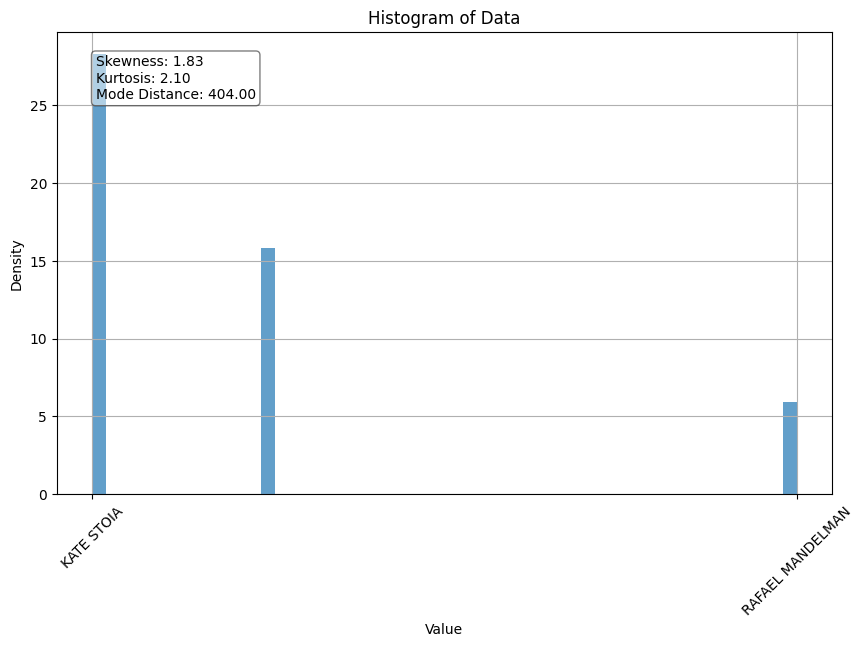 Histogram of Data
Skewness: 1.83
Kurtosis: 2.10
Mode Distance: 404.00
Density
25
20
15
10
5
0
KATE STOIA
RAFAEL MANDELMAN
Value